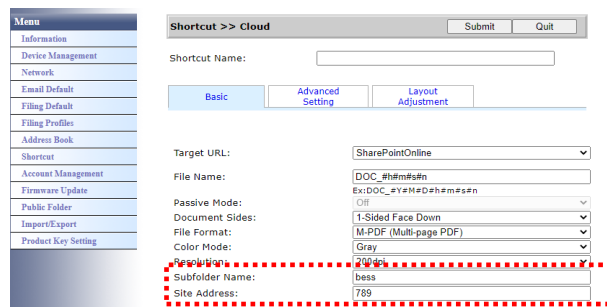 Menu
Information
Device Management
Network
Email Default
Filing Default
Filing Profiles
Address Book
Shortcut
Account Management
Firmware Update
Public Folder
Import/Export
Product Key Setting
Shortcut >> Cloud Submit Quit
Shortcut Name:
Basic Advanced Setting Layout Adjustment
Target URL: SharePointOnline
File Name: DOC_#h#m#s#n
Ex:DOC_#Y#M#D#h#m#s#n
Passive Mode: Off
Document Sides: 1-Sided Face Down
File Format: M-PDF (Multi-page PDF)
Color Mode: Gray
Resolution: 200dpi
Subfolder Name: bess
Site Address: 789